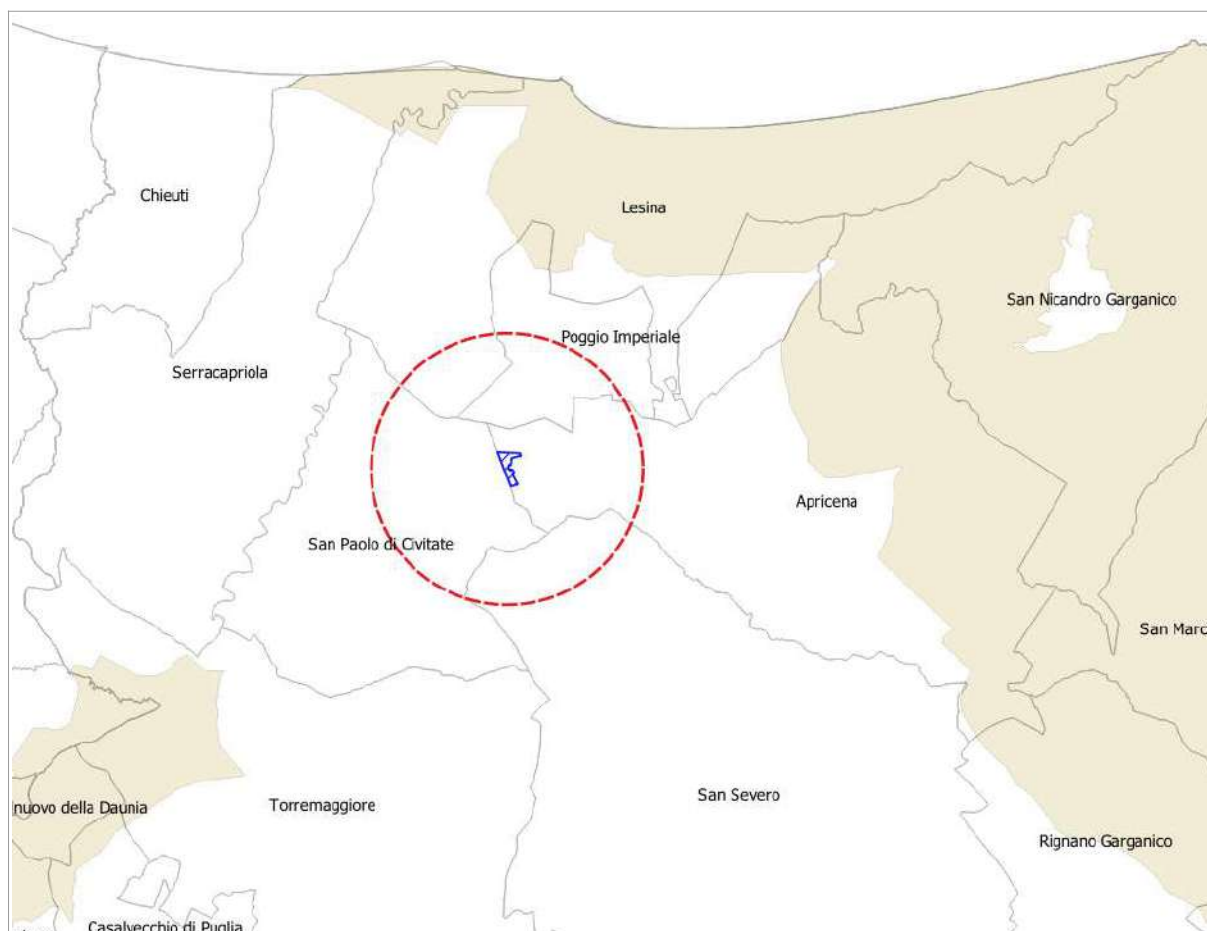 Chieuti
Lesina
San Nicandro Garganico
Poggio Imperiale
Serracapriola
Apricena
San Paolo di Civitate
San Marc
San Severo
nuovo della Daunia
Torremaggiore
Rignano Garganico
Casalvecchio di Puglia